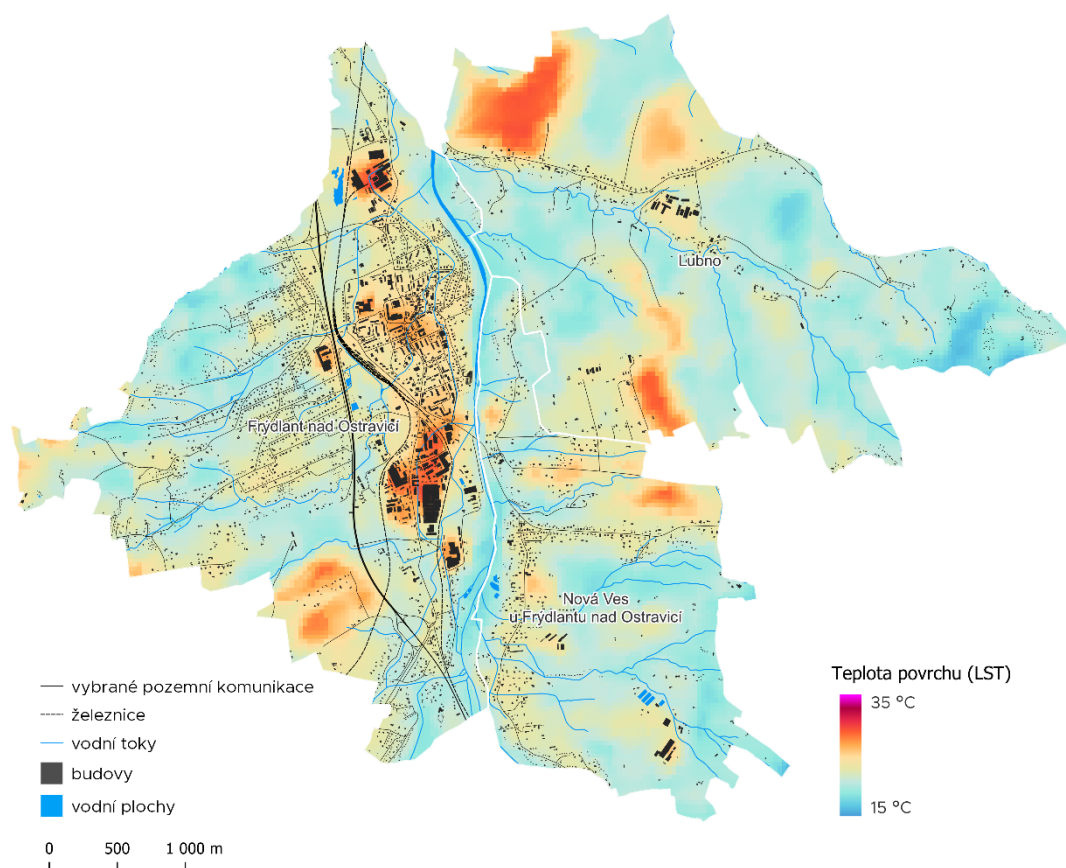 Lubno
Frýdlant nad Ostravicí
Nová Ves
u Frýdlantu nad Ostravicí
vybrané pozemní komunikace
železnice
vodní toky
budovy
vodní plochy
0 500 1 000 m
Teplota povrchu (LST)
35 °C
15 °C